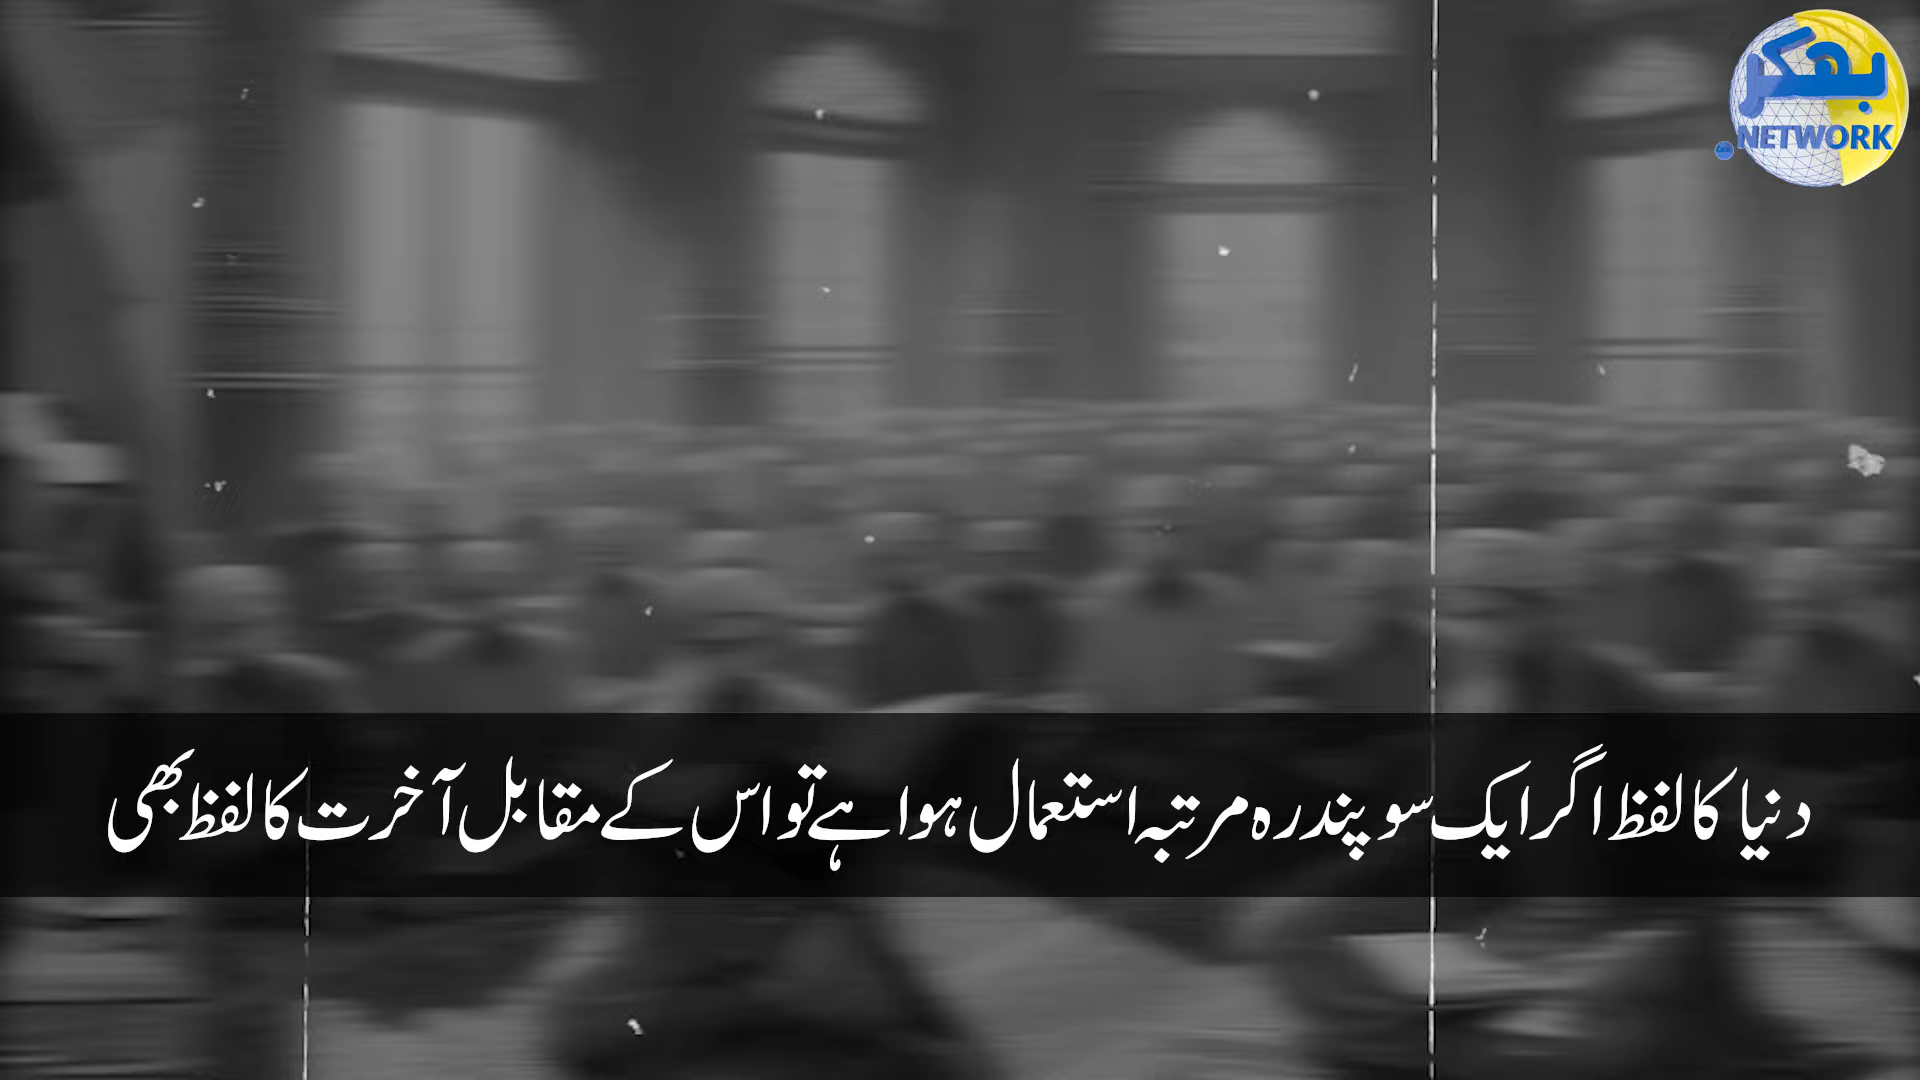 بھکر
NETWORK
دنیا کا لفظ اگر ایک سو پندرہ مرتبہ استعمال ہوا ہے تو اس کے مقابل آخرت کا لفظ بھی